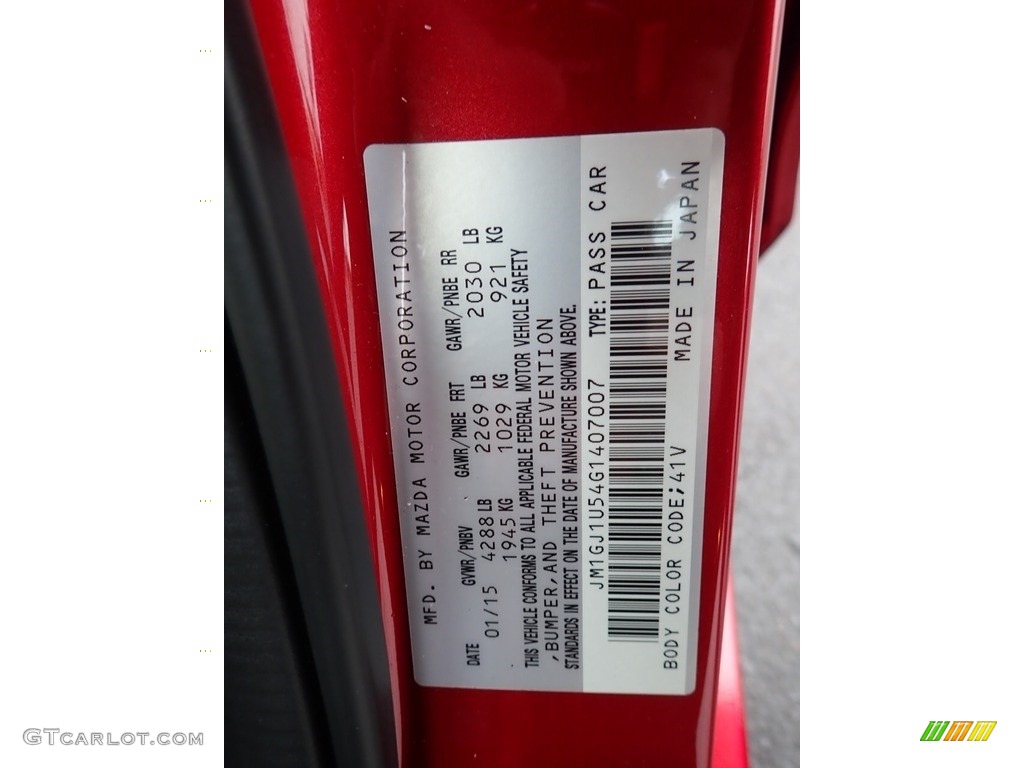 MFD. BY MAZDA MOTOR CORPORATION
DATE GVWR/PNBV GAWR/PNBE FRT GAWR/PNBE RR
01/15 4288 LB 2269 LB 2030 LB
1945 KG 1029 KG 921 KG
THIS VEHICLE CONFORMS TO ALL APPLICABLE FEDERAL MOTOR VEHICLE SAFETY
,BUMPER,AND THEFT PREVENTION
STANDARDS IN EFFECT ON THE DATE OF MANUFACTURE SHOWN ABOVE.
JM1GJ1U54G1407007 TYPE: PASS CAR
BODY COLOR CODE;41V MADE IN JAPAN
GTCARLOT.COM